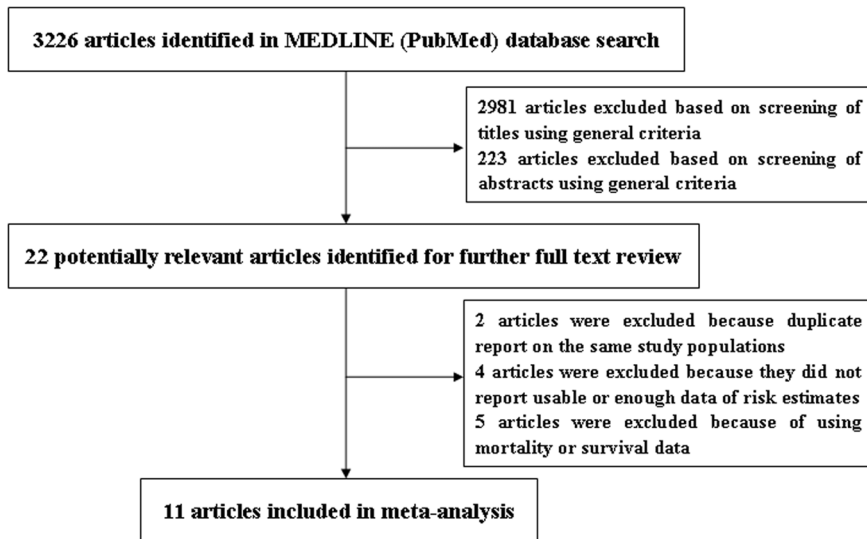 3226 articles identified in MEDLINE (PubMed) database search
2981 articles excluded based on screening of
titles using general criteria
223 articles excluded based on screening of
abstracts using general criteria
22 potentially relevant articles identified for further full text review
2 articles were excluded because duplicate
report on the same study populations
4 articles were excluded because they did not
report usable or enough data of risk estimates
5 articles were excluded because of using
mortality or survival data
11 articles included in meta-analysis